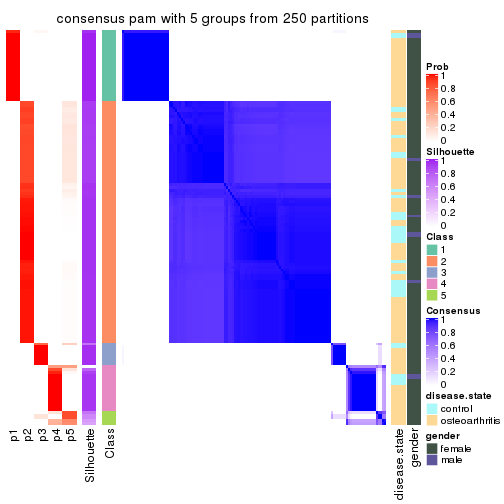 consensus pam with 5 groups from 250 partitions
Prob
1
0.8
0.6
0.4
0.2
0
Silhouette
1
0.8
0.6
0.4
0.2
0
Class
1
2
3
4
5
Consensus
1
0.8
0.6
0.4
0.2
0
disease.state
control
osteoarthritis
gender
female
male
p1
p2
p3
p4
p5
Silhouette
Class
disease.state
gender